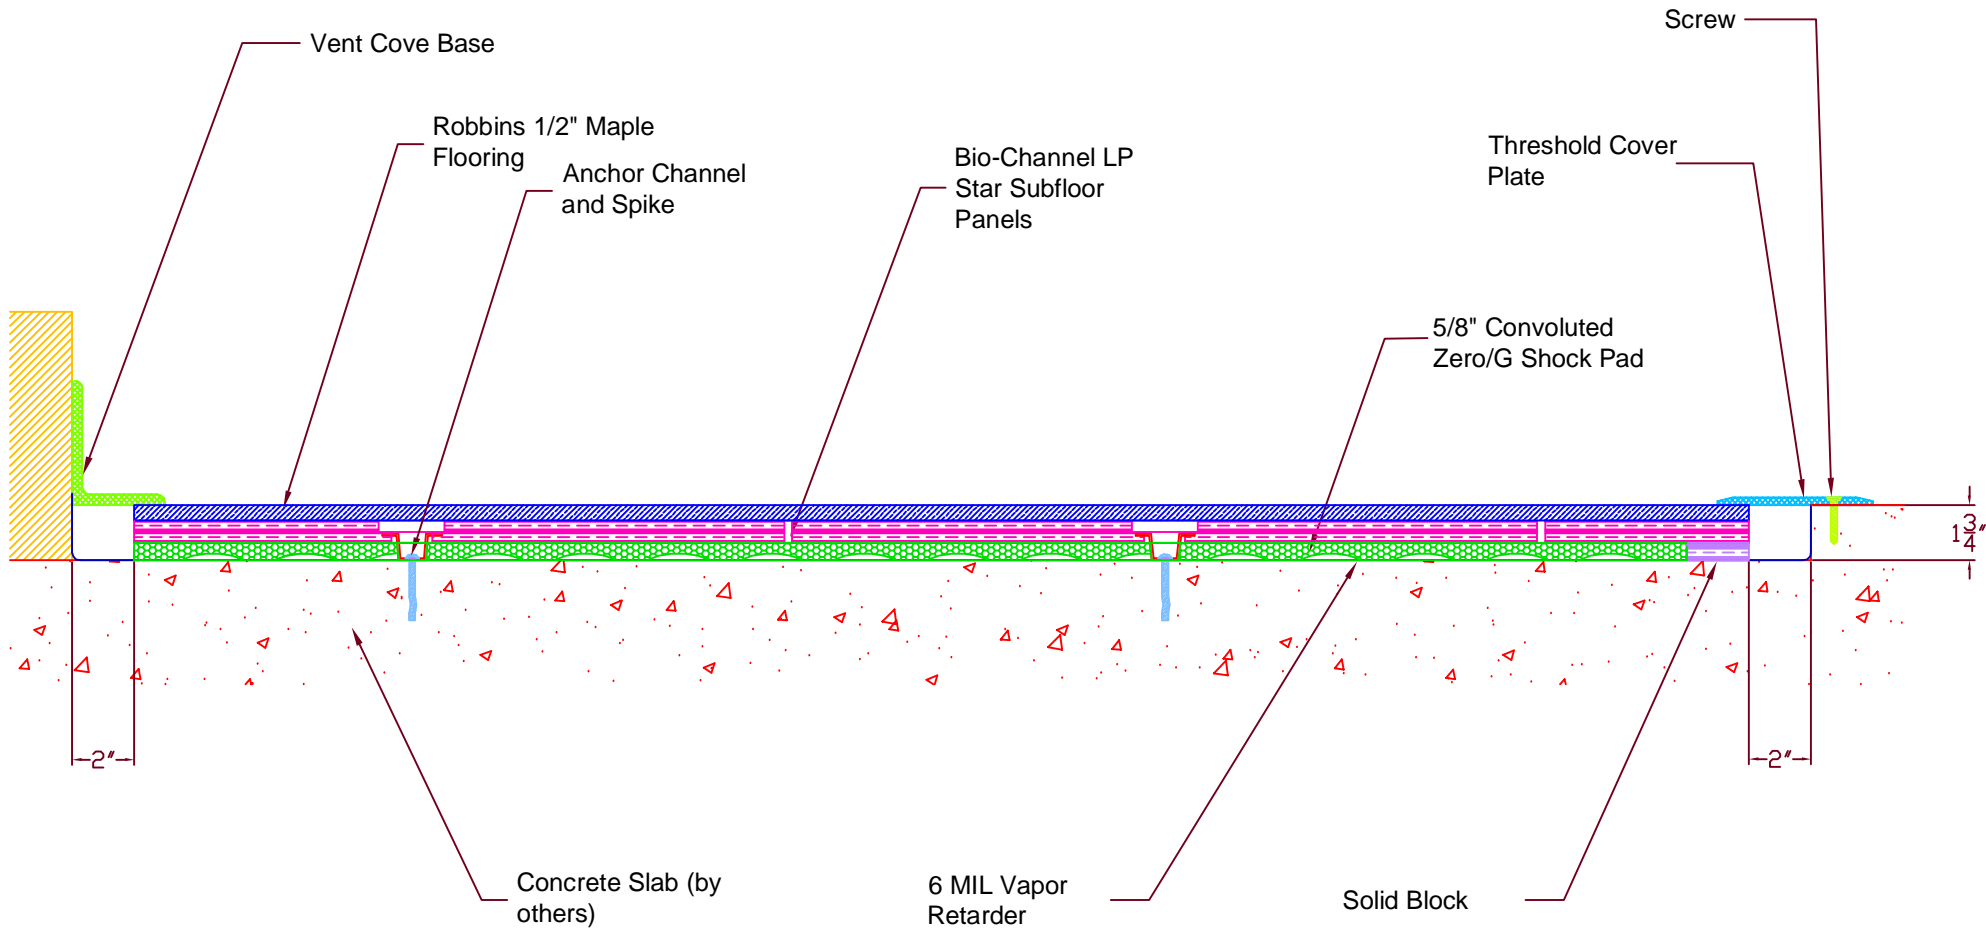 Screw
Vent Cove Base
Robbins 1/2" Maple
Flooring
Anchor Channel
and Spike
Bio-Channel LP
Star Subfloor
Panels
Threshold Cover
Plate
5/8" Convoluted
Zero/G Shock Pad
1 3/4"
2"
2"
Concrete Slab (by
others)
6 MIL Vapor
Retarder
Solid Block